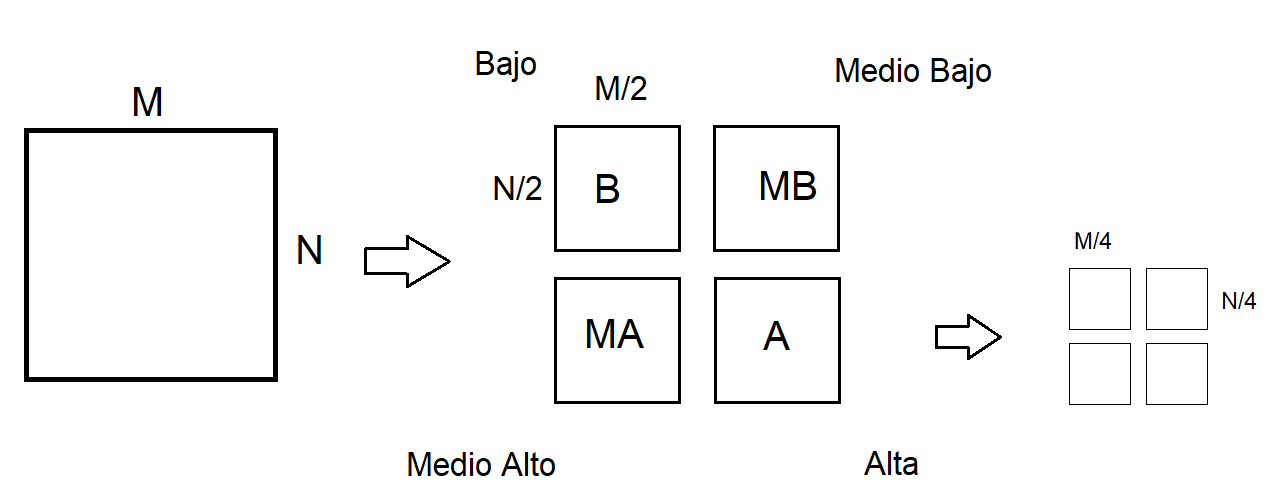 M
N
Bajo
M/2
Medio Bajo
N/2
B
MB
MA
A
Medio Alto
Alta
M/4
N/4